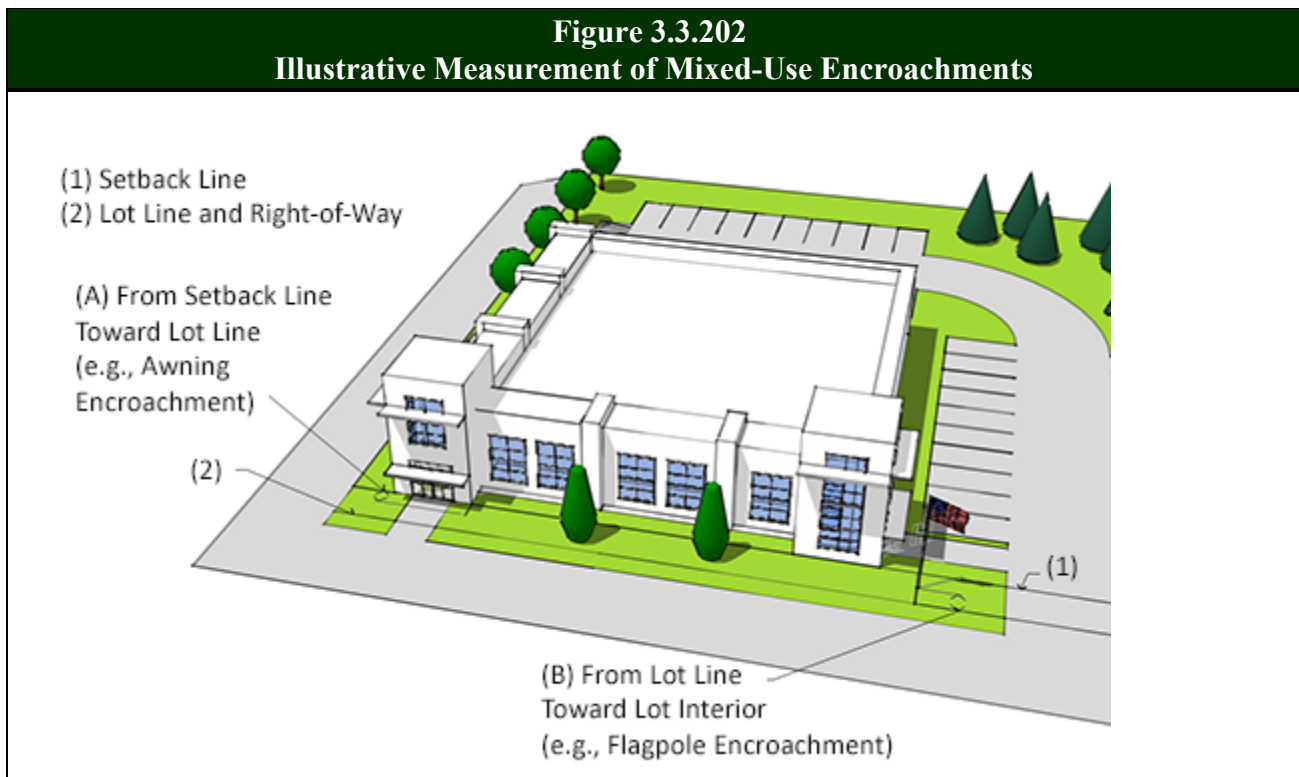 Figure 3.3.202
Illustrative Measurement of Mixed-Use Encroachments
(1) Setback Line
(2) Lot Line and Right-of-Way
(A) From Setback Line
Toward Lot Line
(e.g., Awning
Encroachment)
(2)
(1)
(B) From Lot Line
Toward Lot Interior
(e.g., Flagpole Encroachment)